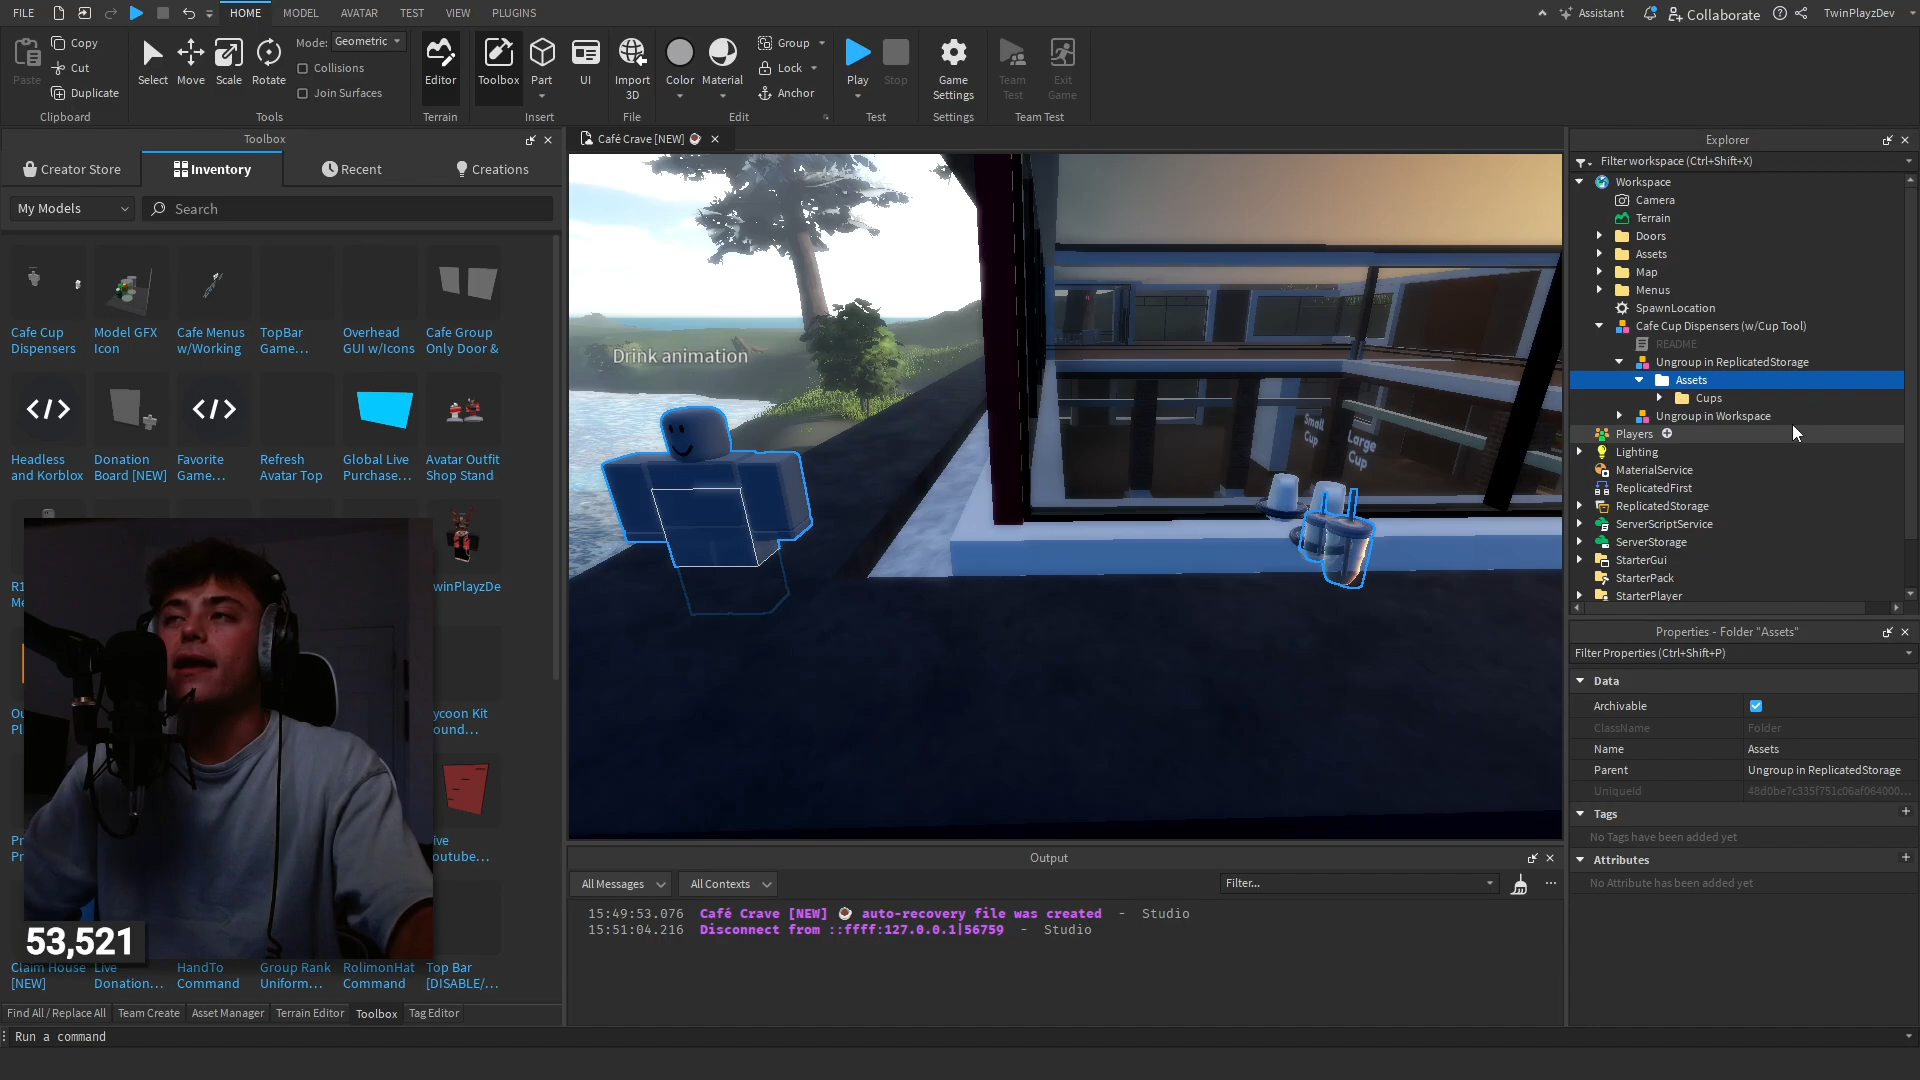 FILE
HOME
MODEL
AVATAR
TEST
VIEW
PLUGINS
Assistant
Collaborate
TwinPlayzDev
Paste
Copy
Cut
Duplicate
Clipboard
Select
Move
Scale
Rotate
Mode:
Geometric
Collisions
Join Surfaces
Tools
Editor
Terrain
Toolbox
Part
UI
Insert
Import
3D
File
Color
Material
Group
Lock
Anchor
Edit
Play
Stop
Test
Game
Settings
Settings
Team
Test
Exit
Game
Team Test
Toolbox
Creator Store
Inventory
Recent
Creations
My Models
Search
Cafe Cup
Dispensers
Model GFX
Icon
Cafe Menus
w/Working
TopBar
Game...
Overhead
GUI w/Icons
Cafe Group
Only Door &
Headless
and Korblox
Donation
Board [NEW]
Favorite
Game...
Refresh
Avatar Top
Global Live
Purchase...
Avatar Outfit
Shop Stand
winPlayzDe
ycoon Kit
ound...
ive
outube...
53,521
Claim House
[NEW]
Live
Donation...
HandTo
Command
Group Rank
Uniform...
RolimonHat
Command
Top Bar
[DISABLE/...
Find All / Replace All
Team Create
Asset Manager
Terrain Editor
Toolbox
Tag Editor
Run a command
Café Crave [NEW]
Drink animation
Small
Cup
Large
Cup
Output
All Messages
All Contexts
Filter...
15:49:53.076 Café Crave [NEW] ☕ auto-recovery file was created - Studio
15:51:04.216 Disconnect from ::ffff:127.0.0.1|56759 - Studio
Explorer
Filter workspace (Ctrl+Shift+X)
Workspace
Camera
Terrain
Doors
Assets
Map
Menus
SpawnLocation
Cafe Cup Dispensers (w/Cup Tool)
README
Ungroup in ReplicatedStorage
Assets
Cups
Ungroup in Workspace
Players
Lighting
MaterialService
ReplicatedFirst
ReplicatedStorage
ServerScriptService
ServerStorage
StarterGui
StarterPack
StarterPlayer
Properties - Folder "Assets"
Filter Properties (Ctrl+Shift+P)
Data
Archivable
ClassName Folder
Name Assets
Parent Ungroup in ReplicatedStorage
UniqueId 48d0be7c335f751c06af064000...
Tags
No Tags have been added yet
Attributes
No Attribute has been added yet